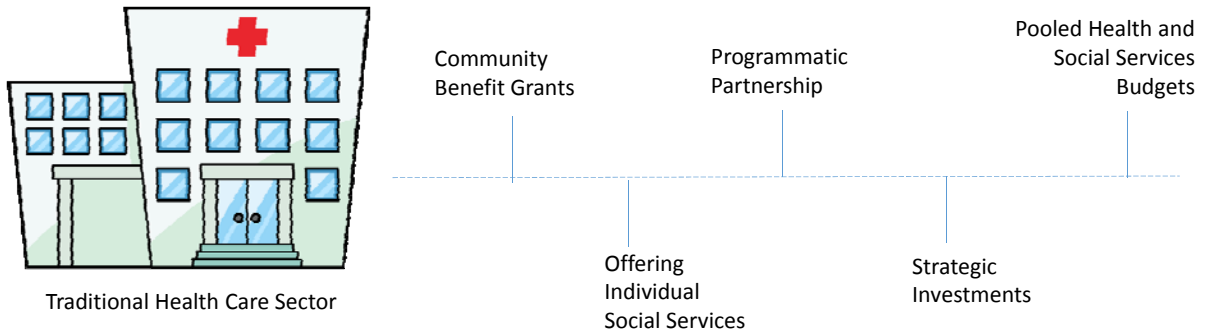 Community
Benefit Grants
Programmatic
Partnership
Pooled Health and
Social Services
Budgets
Offering
Individual
Social Services
Strategic
Investments
Traditional Health Care Sector